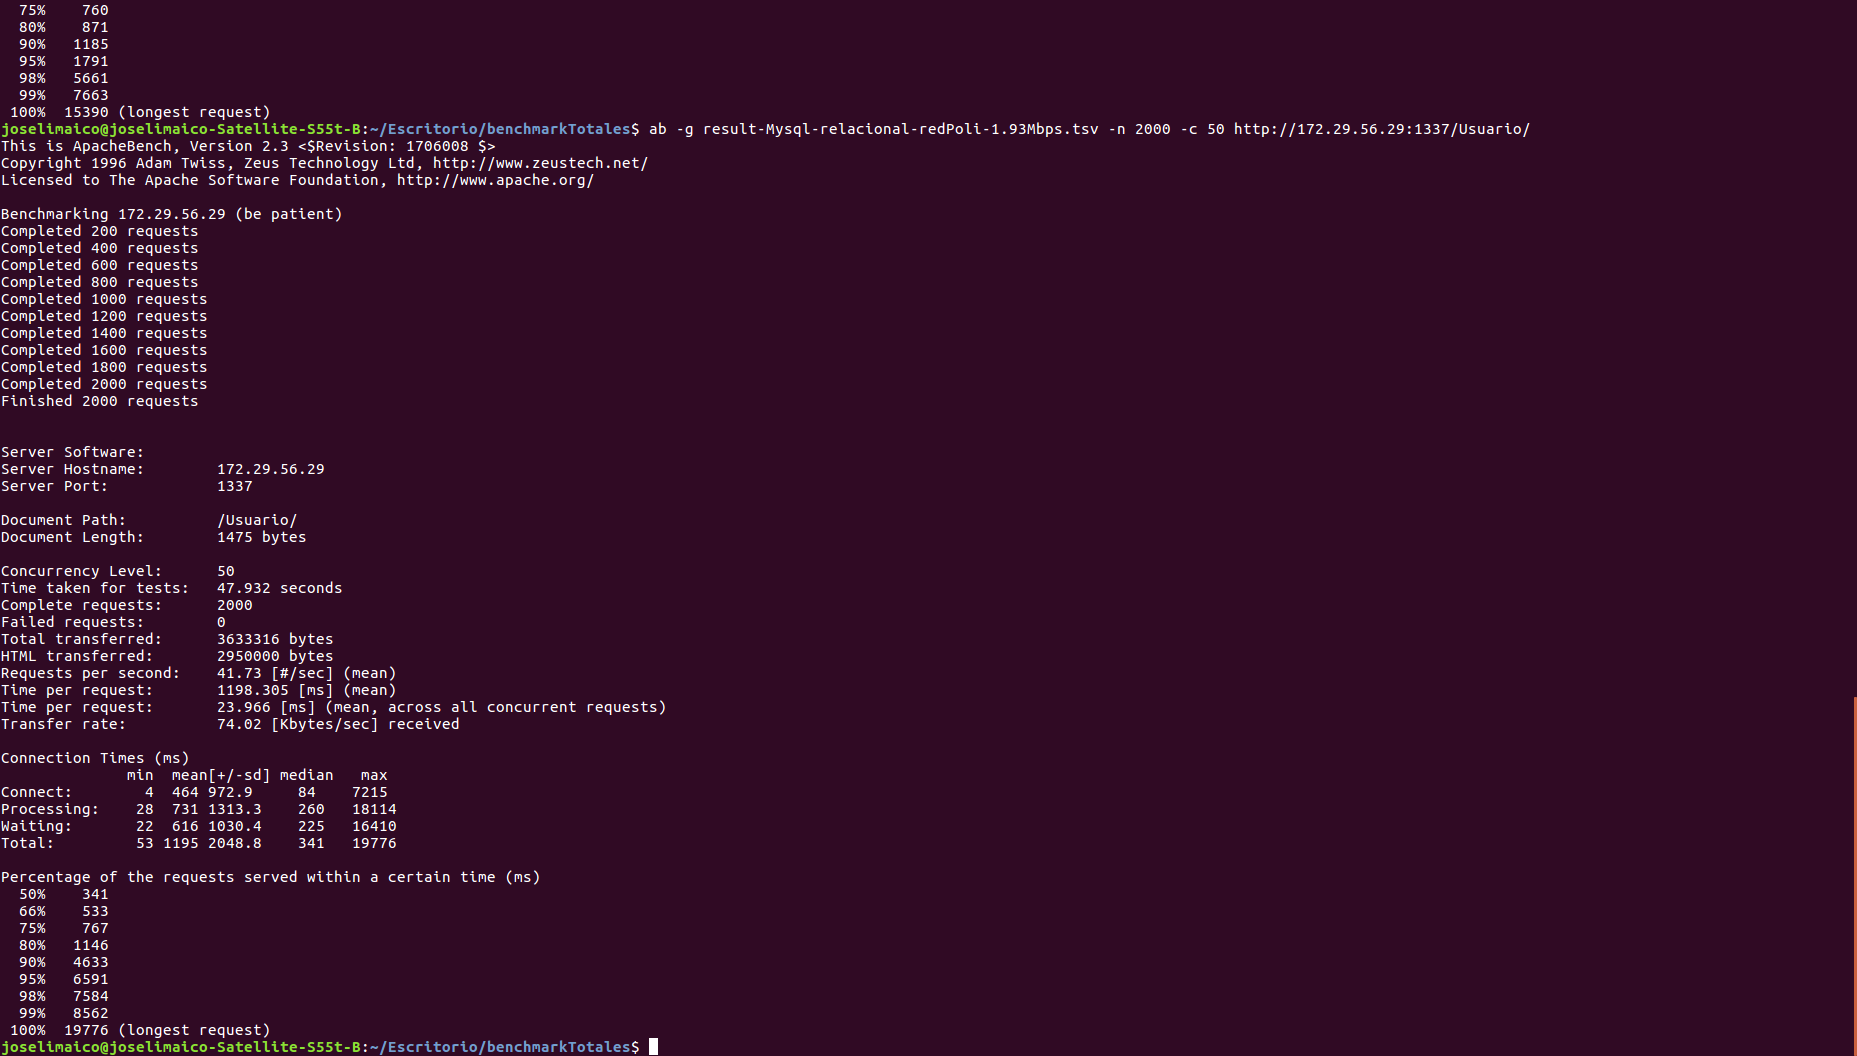 75%    760
80%    871
90%   1185
95%   1791
98%   5661
99%   7663
100%  15390 (longest request)
joselimaico@joselimaico-Satellite-S55t-B:~/Escritorio/benchmarkTotales$ ab -g result-Mysql-relacional-redPoli-1.93Mbps.tsv -n 2000 -c 50 http://172.29.56.29:1337/Usuario/
This is ApacheBench, Version 2.3 <$Revision: 1706008 $>
Copyright 1996 Adam Twiss, Zeus Technology Ltd, http://www.zeustech.net/
Licensed to The Apache Software Foundation, http://www.apache.org/

Benchmarking 172.29.56.29 (be patient)
Completed 200 requests
Completed 400 requests
Completed 600 requests
Completed 800 requests
Completed 1000 requests
Completed 1200 requests
Completed 1400 requests
Completed 1600 requests
Completed 1800 requests
Completed 2000 requests
Finished 2000 requests

Server Software:
Server Hostname:        172.29.56.29
Server Port:            1337

Document Path:          /Usuario/
Document Length:        1475 bytes

Concurrency Level:      50
Time taken for tests:   47.932 seconds
Complete requests:      2000
Failed requests:        0
Total transferred:      3633316 bytes
HTML transferred:       2950000 bytes
Requests per second:    41.73 [#/sec] (mean)
Time per request:       1198.305 [ms] (mean)
Time per request:       23.966 [ms] (mean, across all concurrent requests)
Transfer rate:          74.02 [Kbytes/sec] received

Connection Times (ms)
              min  mean[+/-sd] median   max
Connect:        4  464 972.9     84    7215
Processing:    28  731 1313.3    260   18114
Waiting:       22  616 1030.4    225   16410
Total:         53 1195 2048.8    341   19776

Percentage of the requests served within a certain time (ms)
  50%    341
  66%    533
  75%    767
  80%   1146
  90%   4633
  95%   6591
  98%   7584
  99%   8562
 100%  19776 (longest request)
joselimaico@joselimaico-Satellite-S55t-B:~/Escritorio/benchmarkTotales$